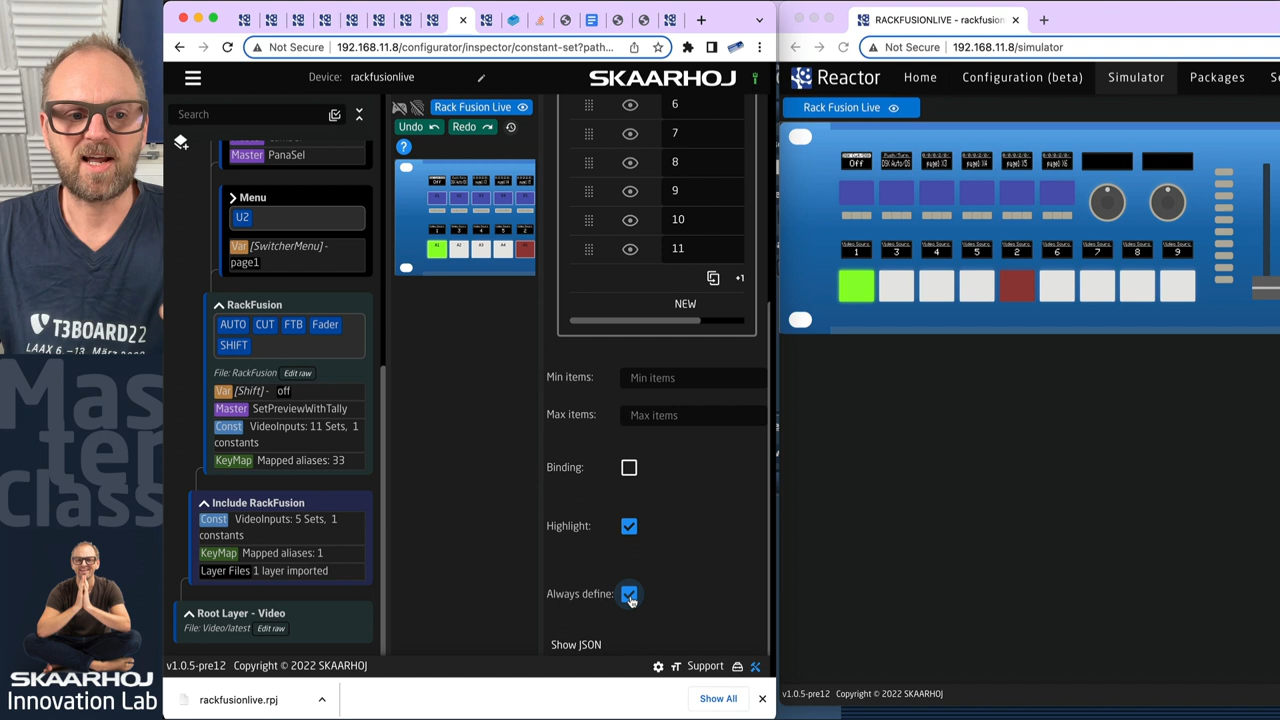 Not Secure
192.168.11.8/configurator/inspector/constant-set?path...
RACKFUSIONLIVE - rackfusion
Not Secure
192.168.11.8/simulator
Device:
rackfusionlive
SKAARHOJ
Reactor
Home
Configuration (beta)
Simulator
Packages
Search
Rack Fusion Live
Undo
Redo
Rack Fusion Live
Master
PanaSel
Menu
U2
Var
[SwitcherMenu] -
page1
RackFusion
AUTO
CUT
FTB
Fader
SHIFT
File: RackFusion
Edit raw
Var
[Shift] -
off
Master
SetPreviewWithTally
Const
VideoInputs: 11 Sets, 1
constants
KeyMap
Mapped aliases: 33
Include RackFusion
Const
VideoInputs: 5 Sets, 1
constants
KeyMap
Mapped aliases: 1
Layer Files
1 layer imported
Root Layer - Video
File: Video/latest
Edit raw
6
7
8
9
10
11
+1
NEW
Min items:
Min items
Max items:
Max items
Binding:
Highlight:
Always define:
Show JSON
Off
1
3
4
5
2
6
7
8
9
v1.0.5-pre12
Copyright © 2022 SKAARHOJ
Support
v1.0.5-pre12
Copyright © 2022 SKAARHOJ
rackfusionlive.rpj
Show All
T3BOARD22
Mas
ter
Class
SKAARHOJ
Innovation Lab